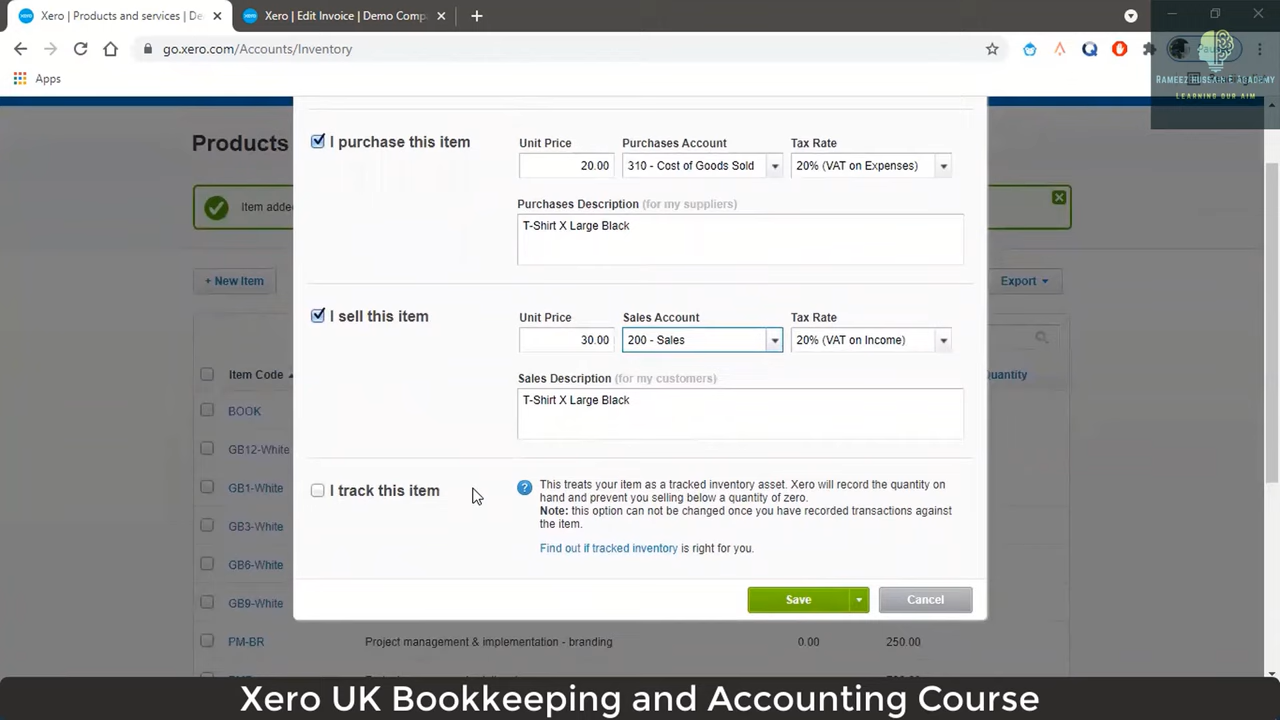 Xero | Products and services | De
Xero | Edit Invoice | Demo Comp
go.xero.com/Accounts/Inventory
Apps
RAMEEZ HUSSAIN E ACADEMY
LEARNING OUR AIM
Products
Item adde
+ New Item
Export
Item Code
Quantity
BOOK
GB12-White
GB1-White
GB3-White
GB6-White
GB9-White
PM-BR Project management & implementation - branding 0.00 250.00
I purchase this item
Unit Price Purchases Account Tax Rate
20.00 310 - Cost of Goods Sold 20% (VAT on Expenses)
Purchases Description (for my suppliers)
T-Shirt X Large Black
I sell this item
Unit Price Sales Account Tax Rate
30.00 200 - Sales 20% (VAT on Income)
Sales Description (for my customers)
T-Shirt X Large Black
I track this item
This treats your item as a tracked inventory asset. Xero will record the quantity on
hand and prevent you selling below a quantity of zero.
Note: this option can not be changed once you have recorded transactions against
the item.
Find out if tracked inventory is right for you.
Save Cancel
Xero UK Bookkeeping and Accounting Course